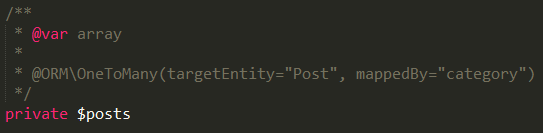 /**
 * @var array
 *
 * @ORM\OneToMany(targetEntity="Post", mappedBy="category")
 */
private $posts